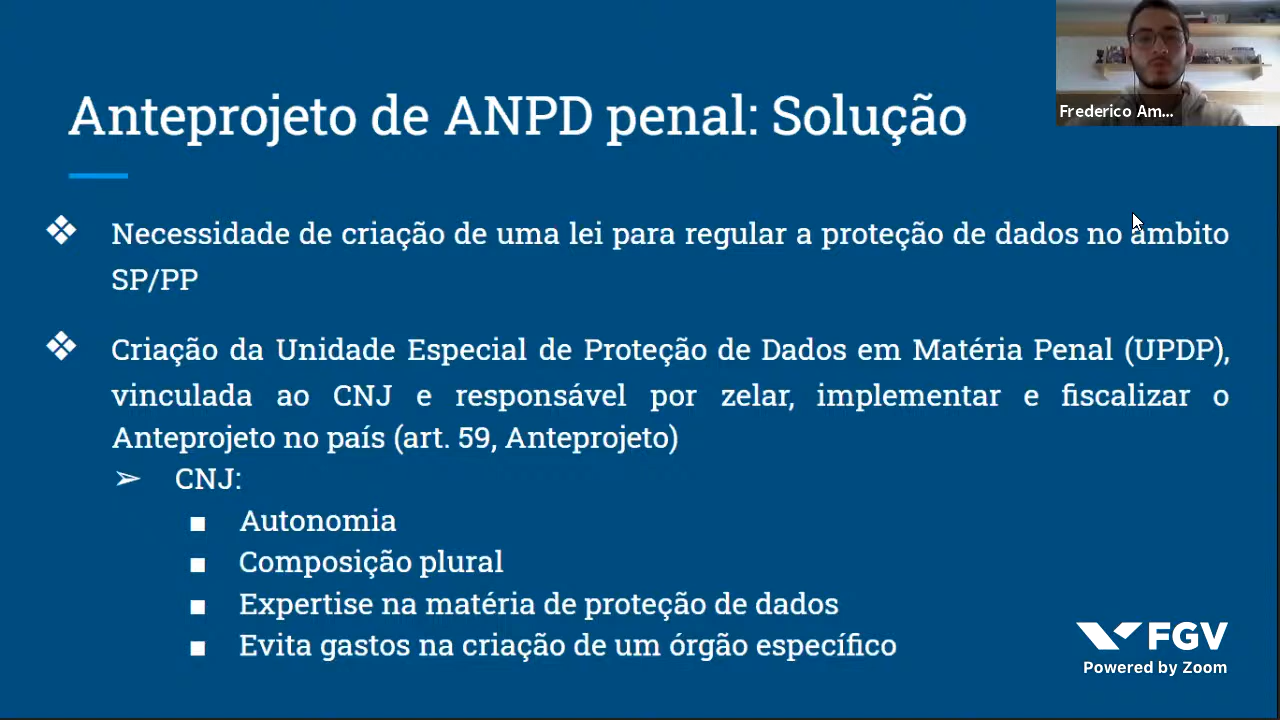 Anteprojeto de ANPD penal: Solução
Frederico Am...
❖ Necessidade de criação de uma lei para regular a proteção de dados no âmbito
SP/PP
❖ Criação da Unidade Especial de Proteção de Dados em Matéria Penal (UPDP),
vinculada ao CNJ e responsável por zelar, implementar e fiscalizar o
Anteprojeto no país (art. 59, Anteprojeto)
➢ CNJ:
■ Autonomia
■ Composição plural
■ Expertise na matéria de proteção de dados
■ Evita gastos na criação de um órgão específico
FGV
Powered by Zoom